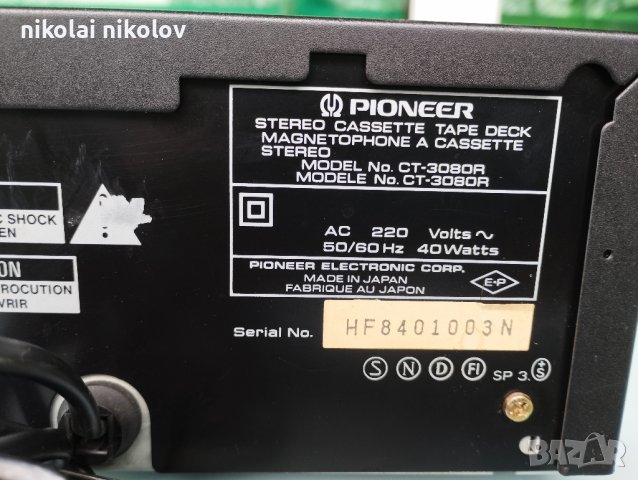 nikolai nikolov
PIONEER
STEREO CASSETTE TAPE DECK
MAGNETOPHONE A CASSETTE
STEREO
MODEL No. CT-3080R
MODELE No. CT-3080R
AC 220 Volts ~
50/60 Hz 40Watts
PIONEER ELECTRONIC CORP.
MADE IN JAPAN
FABRIQUE AU JAPON
E•P
C SHOCK
EN
ON
ROCUTION
VRIR
Serial No. HF8401003N
S N D FI SP 3. +S
BAZAR